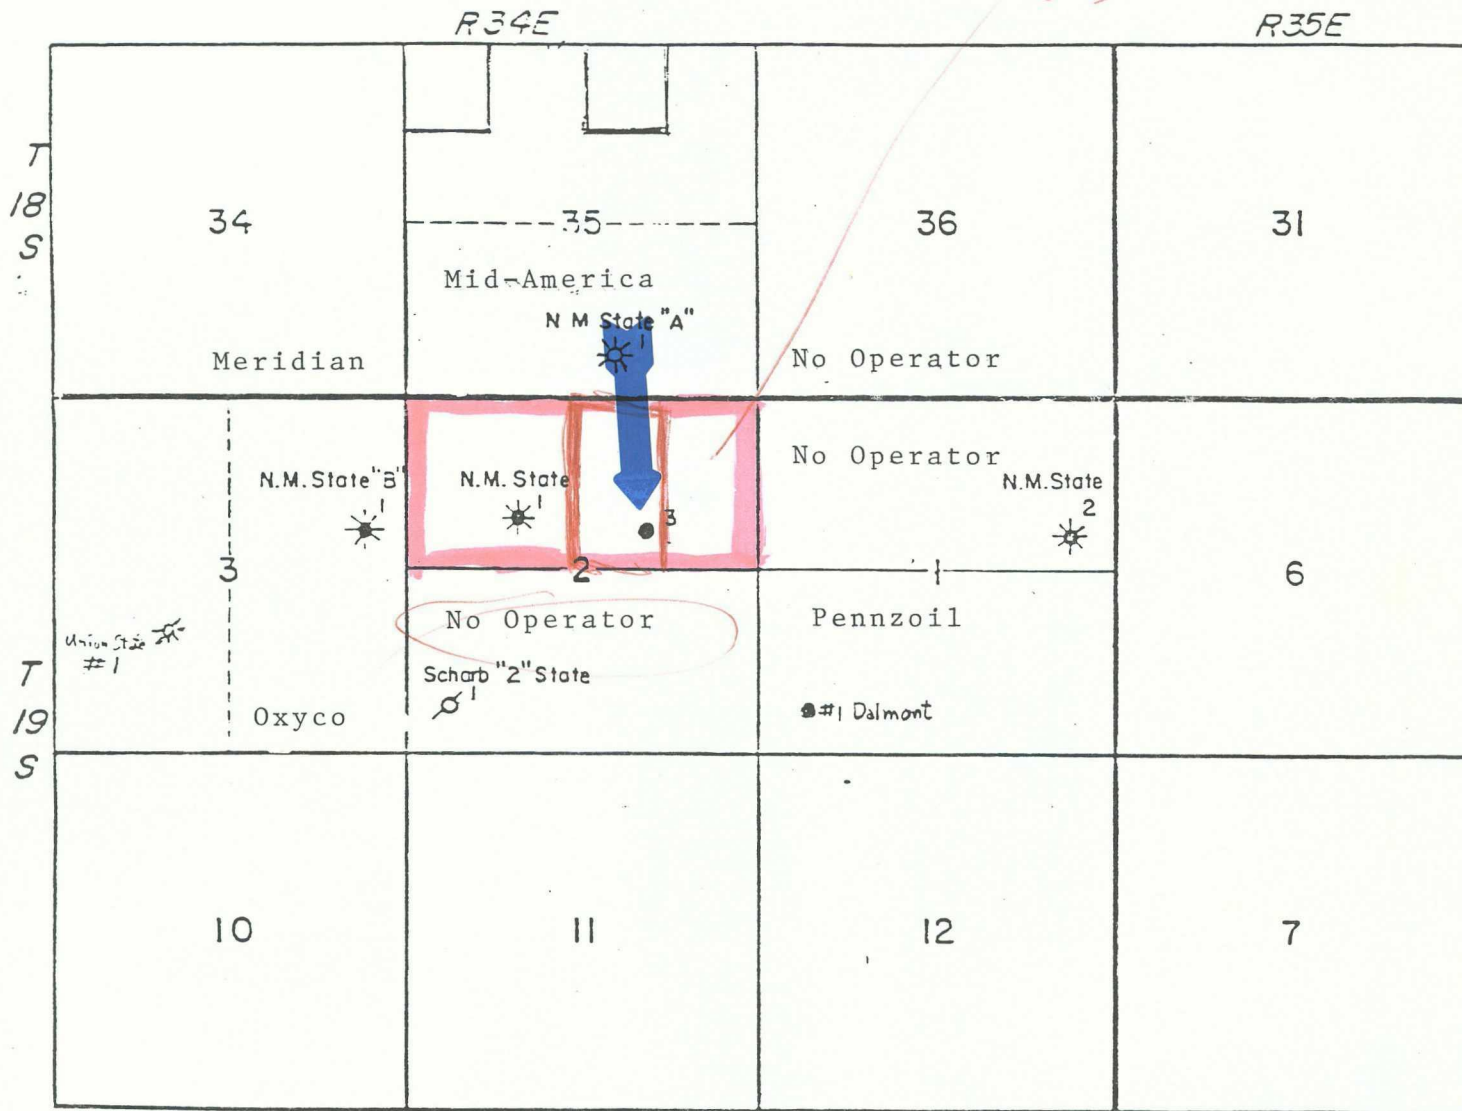 R34E
R35E
T
18
S
34
35
36
31
Mid-America
N M State "A"
1
Meridian
No Operator
No Operator
N.M. State "B"
1
N.M. State
1
3
N.M. State
2
3
2
1
6
No Operator
Pennzoil
Union State
#1
Scharb "2" State
1
T
19
S
Oxyco
#1 Dalmont
10
11
12
7